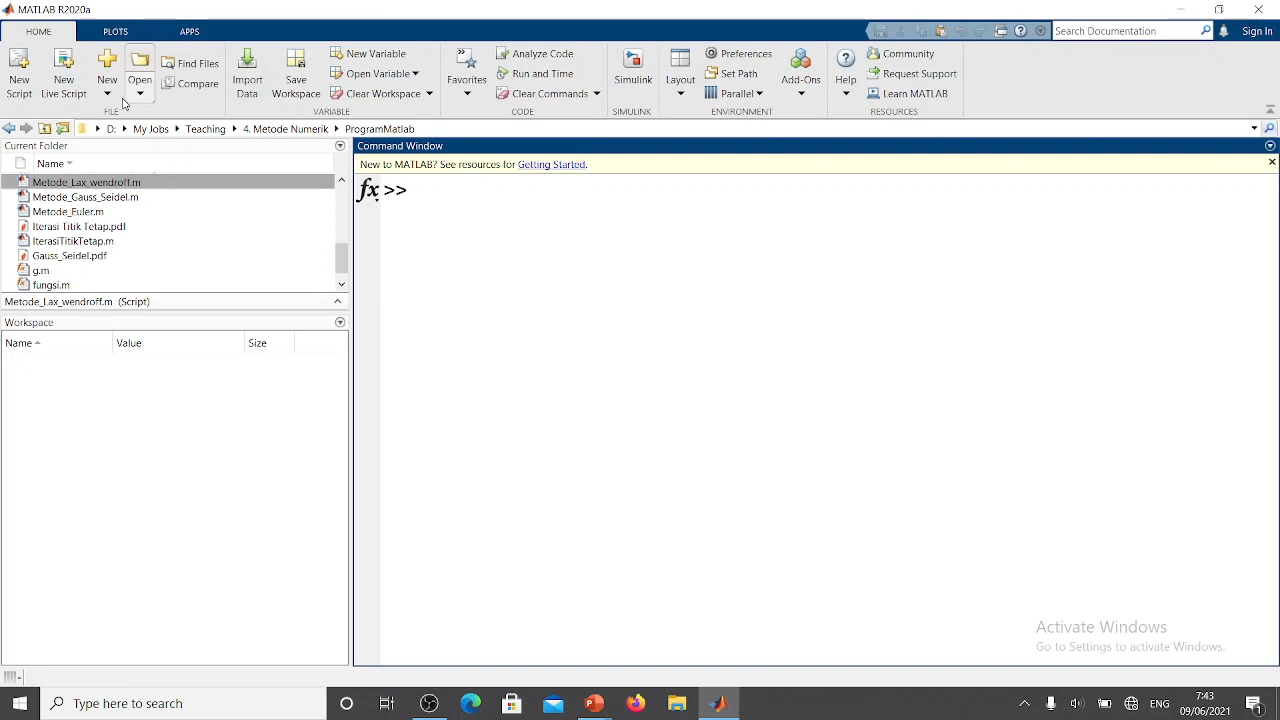 MATLAB R2020a
HOME PLOTS APPS
Search Documentation Sign In
New Script
New Live Script
New
Open
Find Files
Compare
FILE
Import Data
Save Workspace
New Variable
Open Variable
Clear Workspace
VARIABLE
Favorites
Analyze Code
Run and Time
Clear Commands
CODE
Simulink
SIMULINK
Layout
Preferences
Set Path
Parallel
Add-Ons
ENVIRONMENT
Help
Community
Request Support
Learn MATLAB
RESOURCES
D: My Jobs Teaching 4. Metode Numerik ProgramMatlab
Current Folder
Name
Metode_Lax_wendroff.m
Metode_Gauss_Seidel.m
Metode_Euler.m
Iterasi Titik Tetap.pdf
IterasiTitikTetap.m
Gauss_Seidel.pdf
g.m
fungsi.m
Metode_Lax_wendroff.m (Script)
Workspace
Name Value Size
Command Window
New to MATLAB? See resources for Getting Started.
fx >>
Activate Windows
Go to Settings to activate Windows.
Type here to search
ENG
7:43
09/06/2021
1